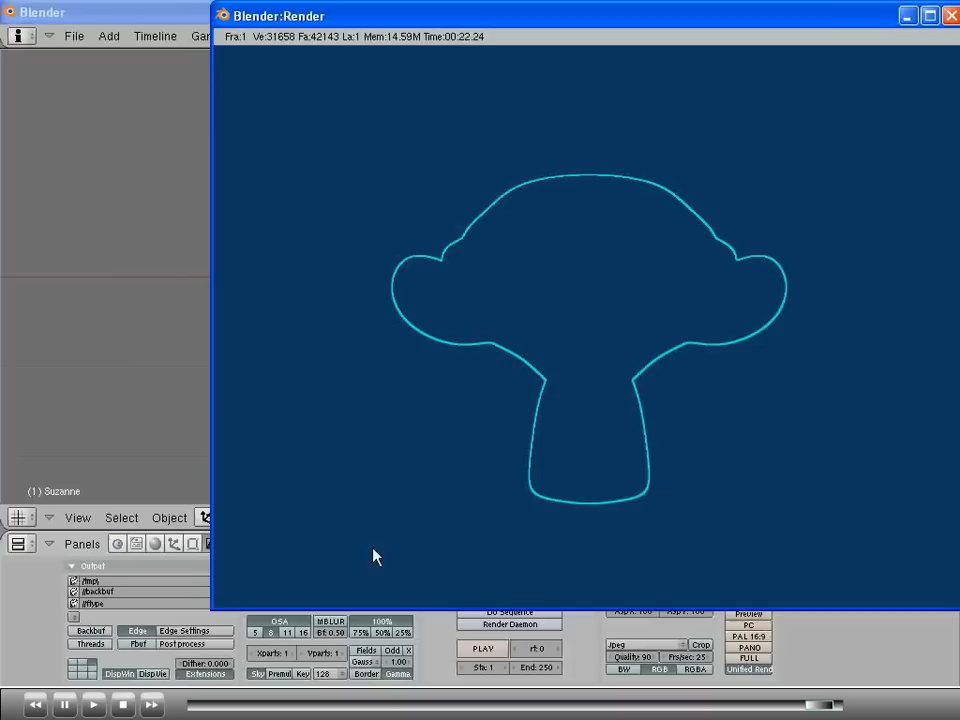 Blender
Blender:Render
File Add Timeline
Fra:1 Ve:31658 Fa:42143 La:1 Mem:14.59M Time:00:22.24
(1) Suzanne
View Select Object
Panels
Output
/tmp\
//backbuf
//ftype
Backbuf Edge Edge Settings
Threads Fbuf Post process
Dither: 0.000
DispWin DispVie Extensions
OSA MBLUR 100%
5 8 11 16 Bf: 0.50 75% 50% 25%
Xparts: 1 Yparts: 1 Fields Odd X
Gauss 1.00
Sky Premul Key 128 Border Gamma
Do Sequence
Render Daemon
PLAY rt: 0
Sta: 1 End: 250
Jpeg Crop
Quality: 90 Frs/sec: 25
BW RGB RGBA
Preview
PC
PAL 16:9
PANO
FULL
Unified Rend